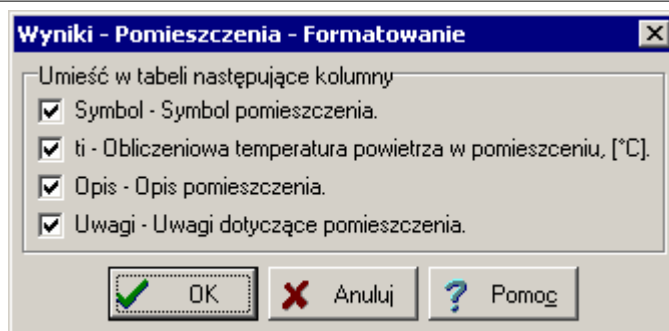 Wyniki - Pomieszczenia - Formatowanie
Umieść w tabeli następujące kolumny
Symbol - Symbol pomieszczenia.
ti - Obliczeniowa temperatura powietrza w pomieszceniu, [°C].
Opis - Opis pomieszczenia.
Uwagi - Uwagi dotyczące pomieszczenia.
OK Anuluj Pomoc